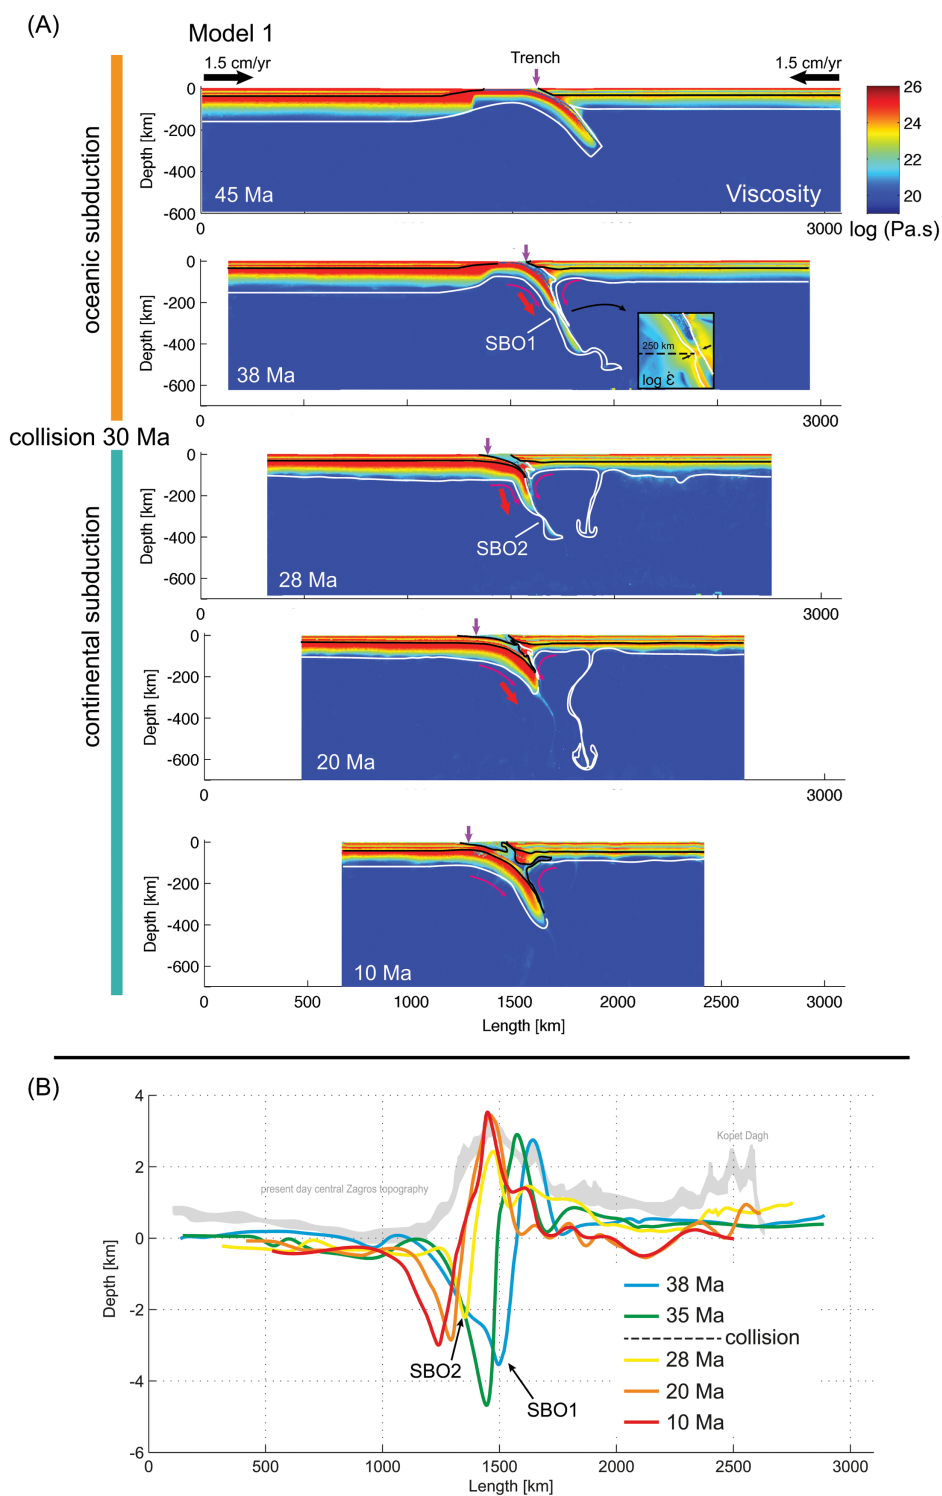 (A)
Model 1
1.5 cm/yr
Trench
1.5 cm/yr
oceanic subduction
0
-200
-400
-600
Depth [km]
45 Ma
Viscosity
26
24
22
20
log (Pa.s)
0
3000
0
-200
-400
-600
Depth [km]
SBO1
38 Ma
250 km
log ε̇
0
3000
collision 30 Ma
continental subduction
0
-200
-400
-600
Depth [km]
SBO2
28 Ma
0
3000
0
-200
-400
-600
Depth [km]
20 Ma
0
3000
0
-200
-400
-600
Depth [km]
10 Ma
0 500 1000 1500 2000 2500 3000
Length [km]
(B)
4
2
0
-2
-4
-6
Depth [km]
Kopet Dagh
present day central Zagros topography
SBO2
SBO1
38 Ma
35 Ma
collision
28 Ma
20 Ma
10 Ma
0 500 1000 1500 2000 2500 3000
Length [km]